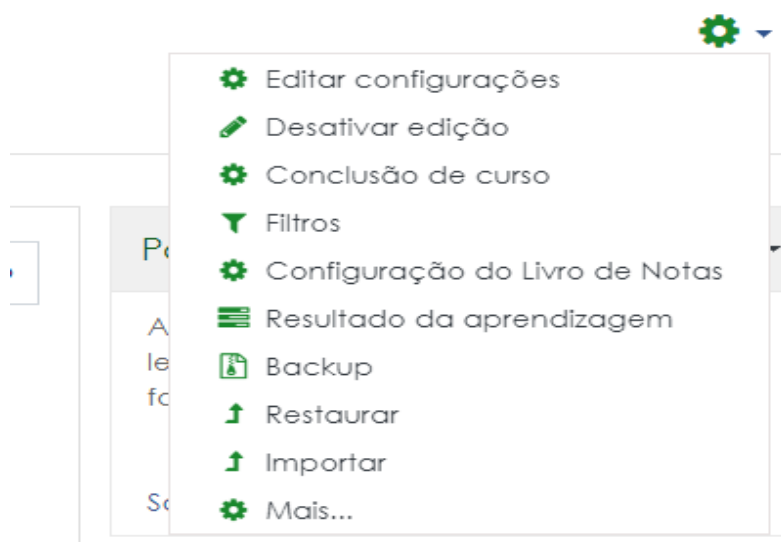 Editar configurações
Desativar edição
Conclusão de curso
Filtros
Configuração do Livro de Notas
Resultado da aprendizagem
Backup
Restaurar
Importar
Mais...